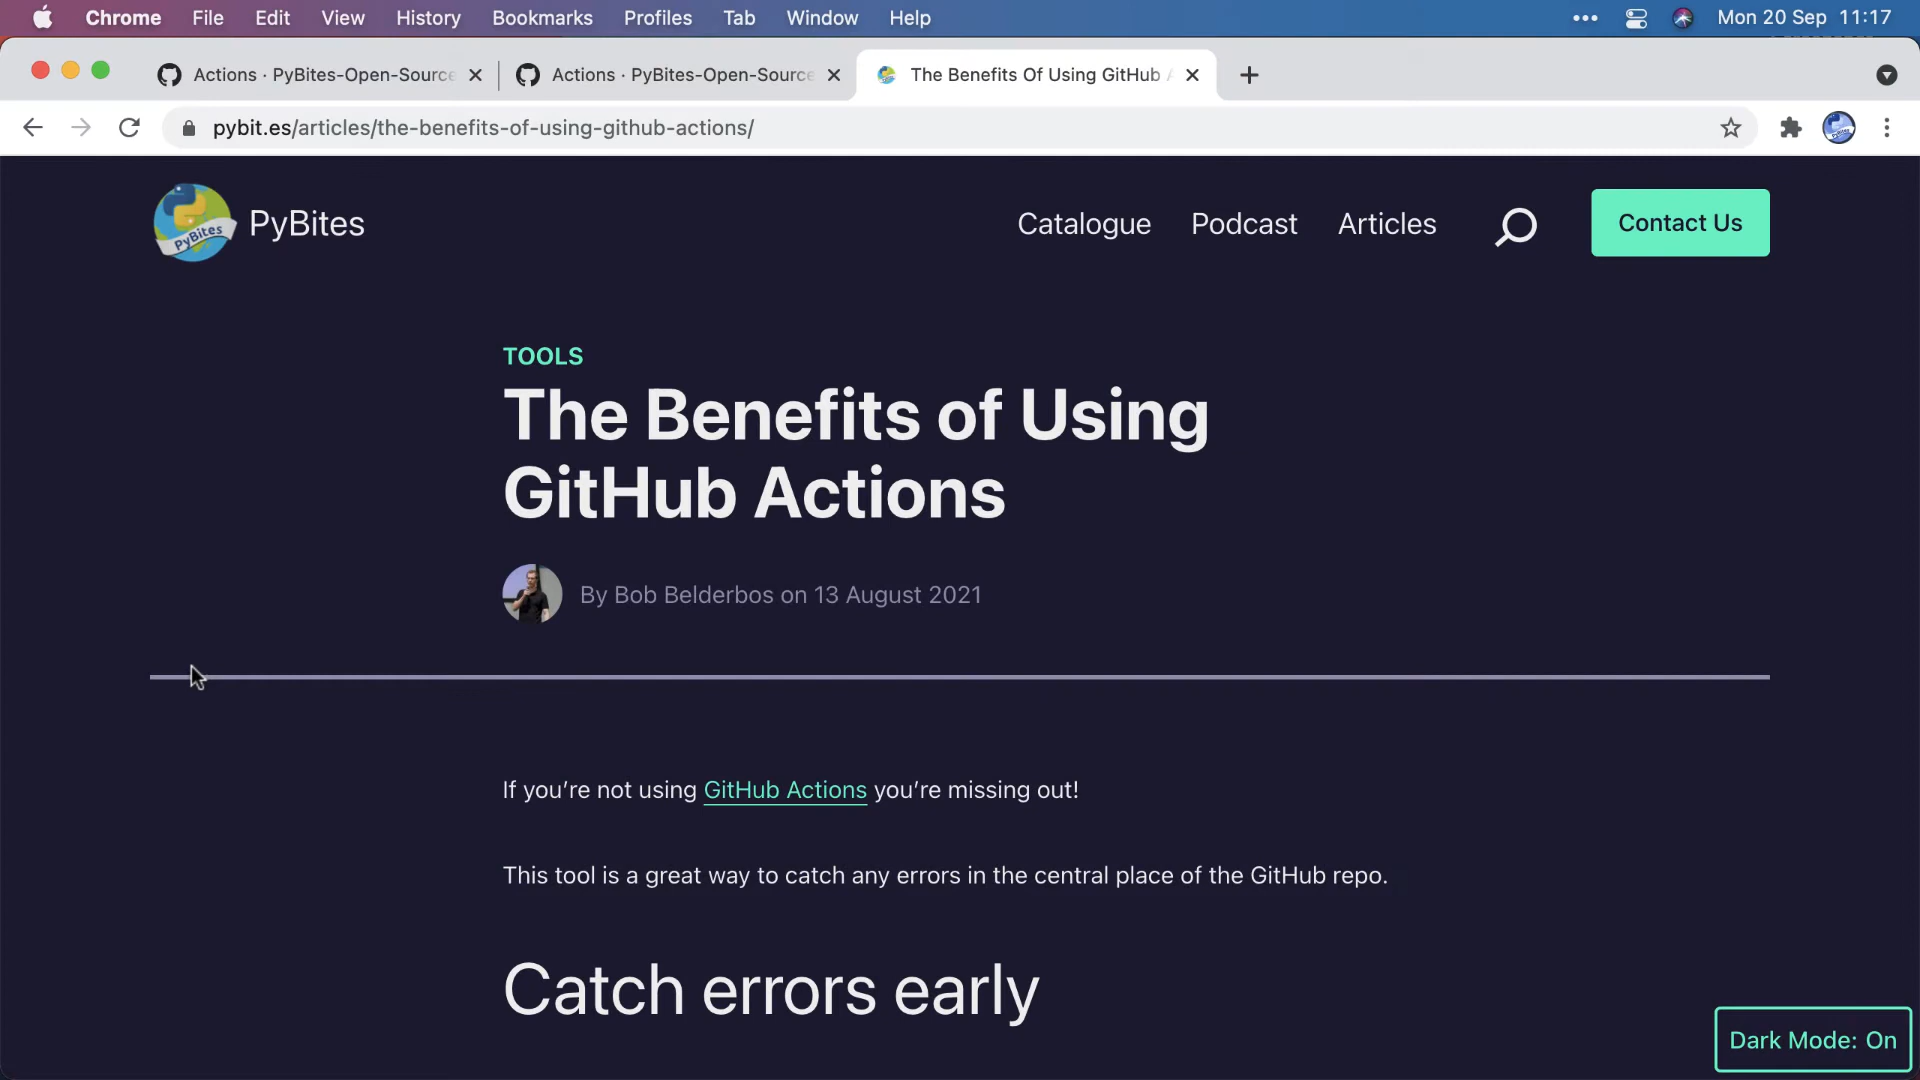 Chrome File Edit View History Bookmarks Profiles Tab Window Help Mon 20 Sep 11:17
Actions · PyBites-Open-Source Actions · PyBites-Open-Source The Benefits Of Using GitHub
pybit.es/articles/the-benefits-of-using-github-actions/
PyBites PyBites Catalogue Podcast Articles Contact Us
TOOLS
The Benefits of Using
GitHub Actions
By Bob Belderbos on 13 August 2021
If you’re not using GitHub Actions you’re missing out!
This tool is a great way to catch any errors in the central place of the GitHub repo.
Catch errors early
Dark Mode: On